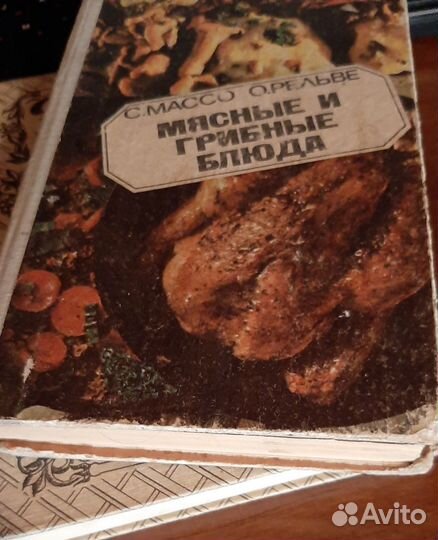 С. МАССО О. РЕЛЬВЕ
МЯСНЫЕ И
ГРИБНЫЕ
БЛЮДА
Avito